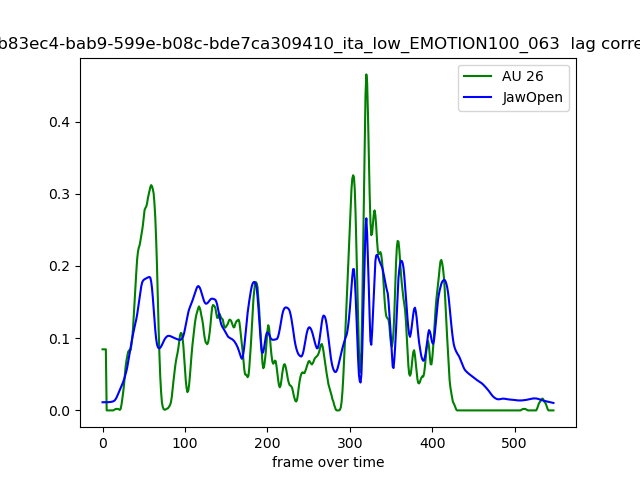 b83ec4-bab9-599e-b08c-bde7ca309410_ita_low_EMOTION100_063 lag corre
AU 26
JawOpen
0.4
0.3
0.2
0.1
0.0
0 100 200 300 400 500
frame over time